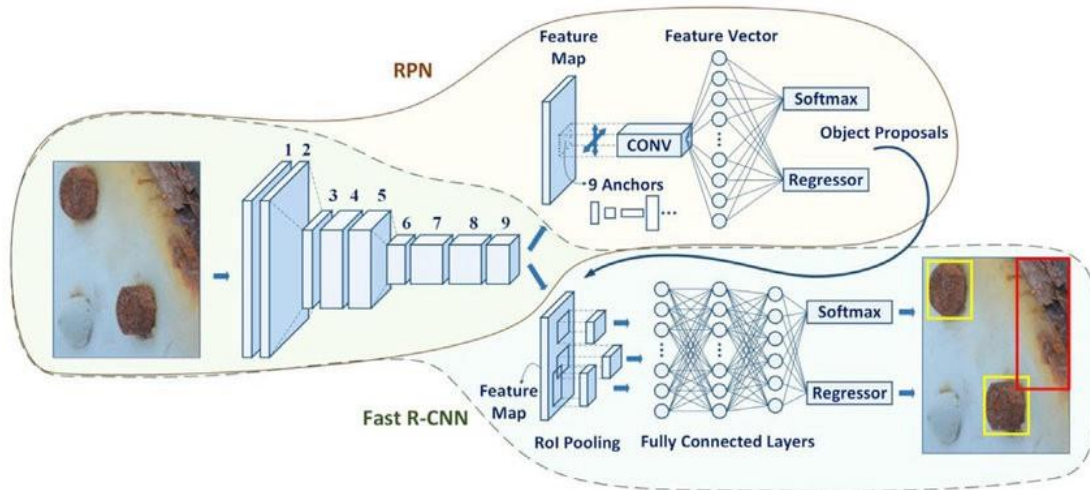 RPN
Feature
Map
Feature Vector
CONV
Softmax
Regressor
Object Proposals
9 Anchors
1 2
3 4 5
6 7 8 9
Feature
Map
Fast R-CNN
RoI Pooling
Fully Connected Layers
Softmax
Regressor